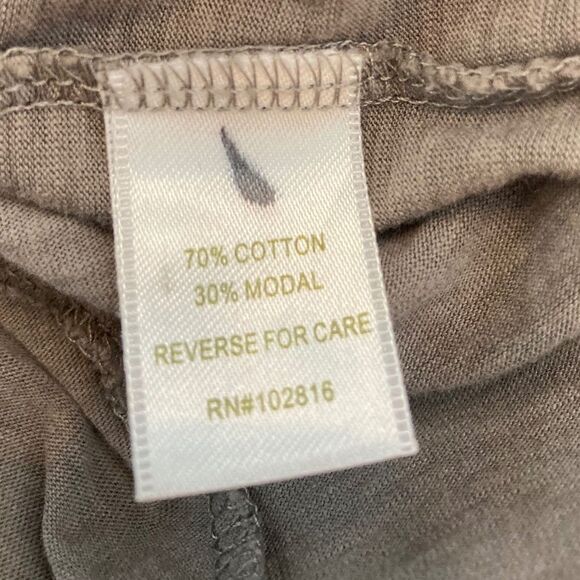 70% COTTON
30% MODAL
REVERSE FOR CARE
RN#102816